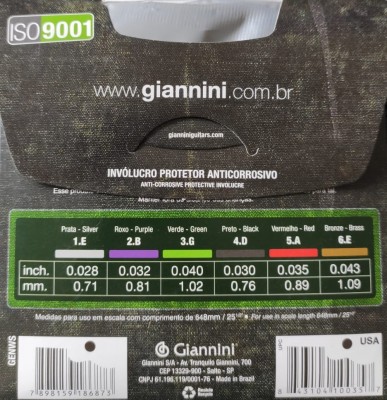 ISO 9001
www.giannini.com.br
gianniniguitars.com
INVÓLUCRO PROTETOR ANTICORROSIVO
ANTI-CORROSIVE PROTECTIVE INVÓLUCRE
Esse
Prata - Silver Roxo - Purple Verde - Green Preto - Black Vermelho - Red Bronze - Brass
1.E 2.B 3.G 4.D 5.A 6.E
inch. 0.028 0.032 0.040 0.030 0.035 0.043
mm. 0.71 0.81 1.02 0.76 0.89 1.09
Medidas para uso em escala com comprimento de 648mm / 25 For use in scale length 648mm / 25
Giannini
Giannini S/A - Av. Tranquilo Giannini, 700
CEP 13329-900 - Salto - SP
CNPJ 61.196.119/0001-76 - Made in Brazil
Reciclável
GENWS
7 898159 186873
UPC
USA